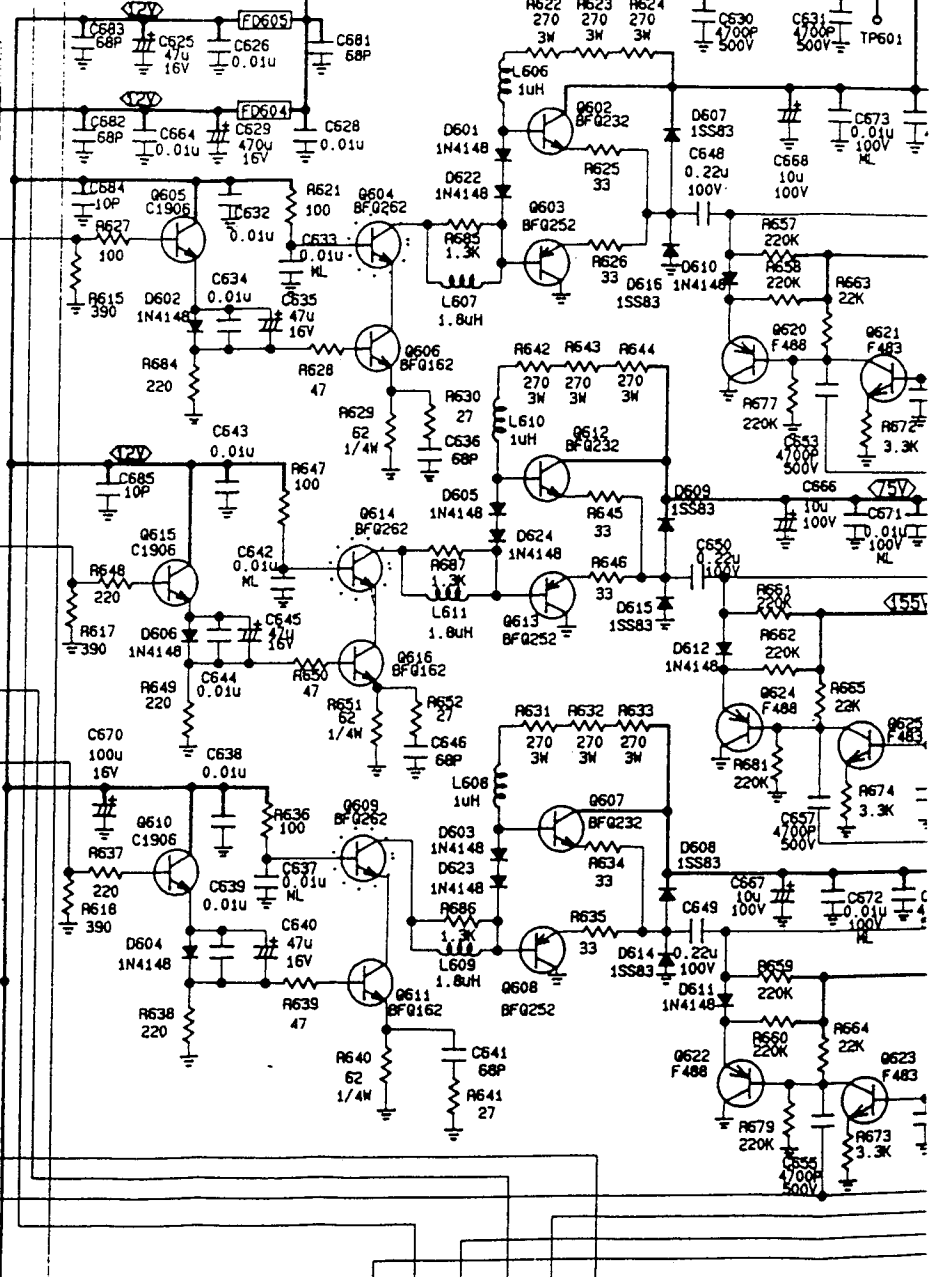 R622 R623 R624
270 270 270
3W 3W 3W
C630
4700P
500V
C631
4700P
500V
TP601
12V
FD605
C683
68P
C625
47u
16V
C626
0.01u
C681
68P
L606
1uH
12V
FD604
C682
68P
C664
0.01u
C629
470u
16V
C628
0.01u
Q602
BFQ232
D601
1N4148
D622
1N4148
R625
33
D607
1SS83
C648
0.22u
100V
C668
10u
100V
C673
0.01u
100V
ML
C684
10P
R627
100
Q605
C1906
C632
0.01u
R621
100
C633
0.01u
ML
Q604
BFQ262
R685
1.3K
L607
1.8uH
Q603
BFQ252
R626
33
D616
1SS83
D610
1N4148
R657
220K
R658
220K
R663
22K
R615
390
D602
1N4148
C634
0.01u
C635
47u
16V
R684
220
R628
47
Q606
BFQ162
R629
62
1/4W
R630
27
C636
68P
Q620
F488
Q621
F483
R677
220K
C653
4700P
500V
R672
3.3K
R642 R643 R644
270 270 270
3W 3W 3W
L610
1uH
Q612
BFQ232
12V
C685
10P
C643
0.01u
R647
100
D605
1N4148
D624
1N4148
R645
33
D609
1SS83
C666
10u
100V
75V
C671
0.01u
100V
ML
Q615
C1906
C642
0.01u
ML
Q614
BFQ262
R687
1.3K
L611
1.8uH
Q613
BFQ252
R646
33
D615
1SS83
C650
0.22u
100V
R648
220
R617
390
D606
1N4148
C645
47u
16V
C644
0.01u
R649
220
R650
47
Q616
BFQ162
R651
62
1/4W
R652
27
C646
68P
R661
220K
155V
R662
220K
D612
1N4148
R665
22K
Q624
F488
Q625
F483
R681
220K
C657
4700P
500V
R674
3.3K
R631 R632 R633
270 270 270
3W 3W 3W
L608
1uH
C670
100u
16V
C638
0.01u
R636
100
Q609
BFQ262
D603
1N4148
D623
1N4148
Q607
BFQ232
R634
33
D608
1SS83
Q610
C1906
R637
220
R618
390
C639
0.01u
C637
0.01u
ML
R686
1.3K
L609
1.8uH
R635
33
C649
0.22u
100V
D614
1SS83
C667
10u
100V
C672
0.01u
100V
ML
D604
1N4148
C640
47u
16V
R638
220
R639
47
Q611
BFQ162
Q608
BFQ252
D611
1N4148
R659
220K
R660
220K
R664
22K
R640
62
1/4W
C641
68P
R641
27
Q622
F488
Q623
F483
R679
220K
C655
4700P
500V
R673
3.3K